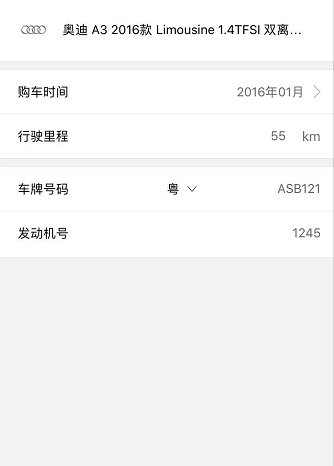 奥迪 A3 2016款 Limousine 1.4TFSI 双离...
购车时间 2016年01月
行驶里程 55 km
车牌号码 粤 ASB121
发动机号 1245